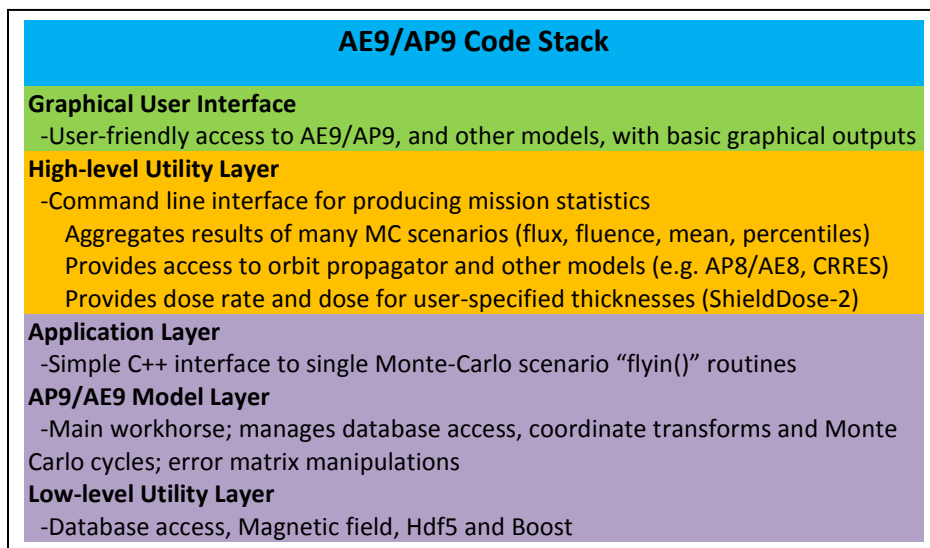 AE9/AP9 Code Stack
Graphical User Interface
-User-friendly access to AE9/AP9, and other models, with basic graphical outputs
High-level Utility Layer
-Command line interface for producing mission statistics
Aggregates results of many MC scenarios (flux, fluence, mean, percentiles)
Provides access to orbit propagator and other models (e.g. AP8/AE8, CRRES)
Provides dose rate and dose for user-specified thicknesses (ShieldDose-2)
Application Layer
-Simple C++ interface to single Monte-Carlo scenario “flyin()” routines
AP9/AE9 Model Layer
-Main workhorse; manages database access, coordinate transforms and Monte
Carlo cycles; error matrix manipulations
Low-level Utility Layer
-Database access, Magnetic field, Hdf5 and Boost